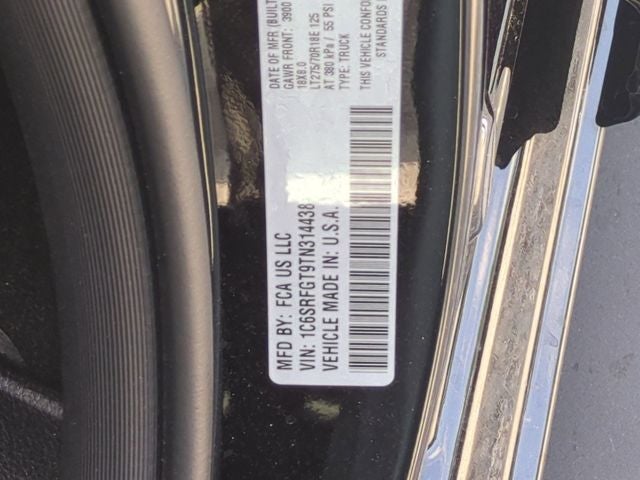 MFD BY: FCA US LLC
VIN: 1C6SRFGT9TN314438
VEHICLE MADE IN: U.S.A.
DATE OF MFR (BUILT
GAWR FRONT: 3900
18X8.0
LT275/70R18E 125
AT 380 kPa / 55 PSI
TYPE: TRUCK
THIS VEHICLE CONFO
STANDARDS